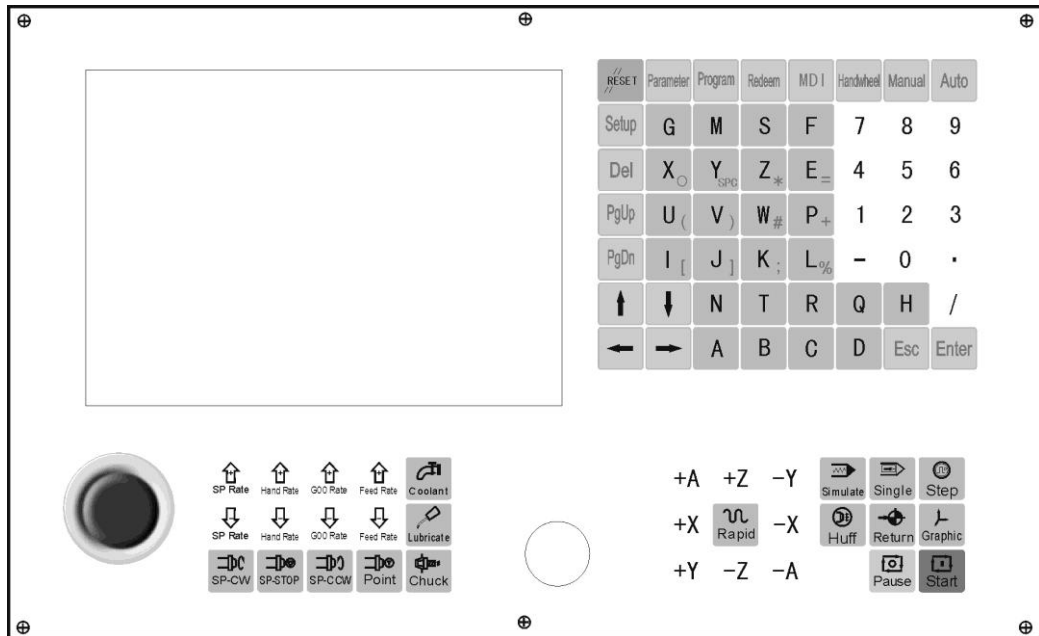 RESET Parameter Program Redeem MDI Handwheel Manual Auto
Setup G M S F 7 8 9
Del X○ YSPC Z* E= 4 5 6
PgUp U( V) W# P+ 1 2 3
PgDn I[ J] K; L% - 0 .
↑ ↓ N T R Q H /
← → A B C D Esc Enter
SP Rate Hand Rate G00 Rate Feed Rate Coolant
SP Rate Hand Rate G00 Rate Feed Rate Lubricate
SP-CW SP-STOP SP-CCW Point Chuck
+A +Z -Y Simulate Single Step
+X Rapid -X Huff Return Graphic
+Y -Z -A Pause Start